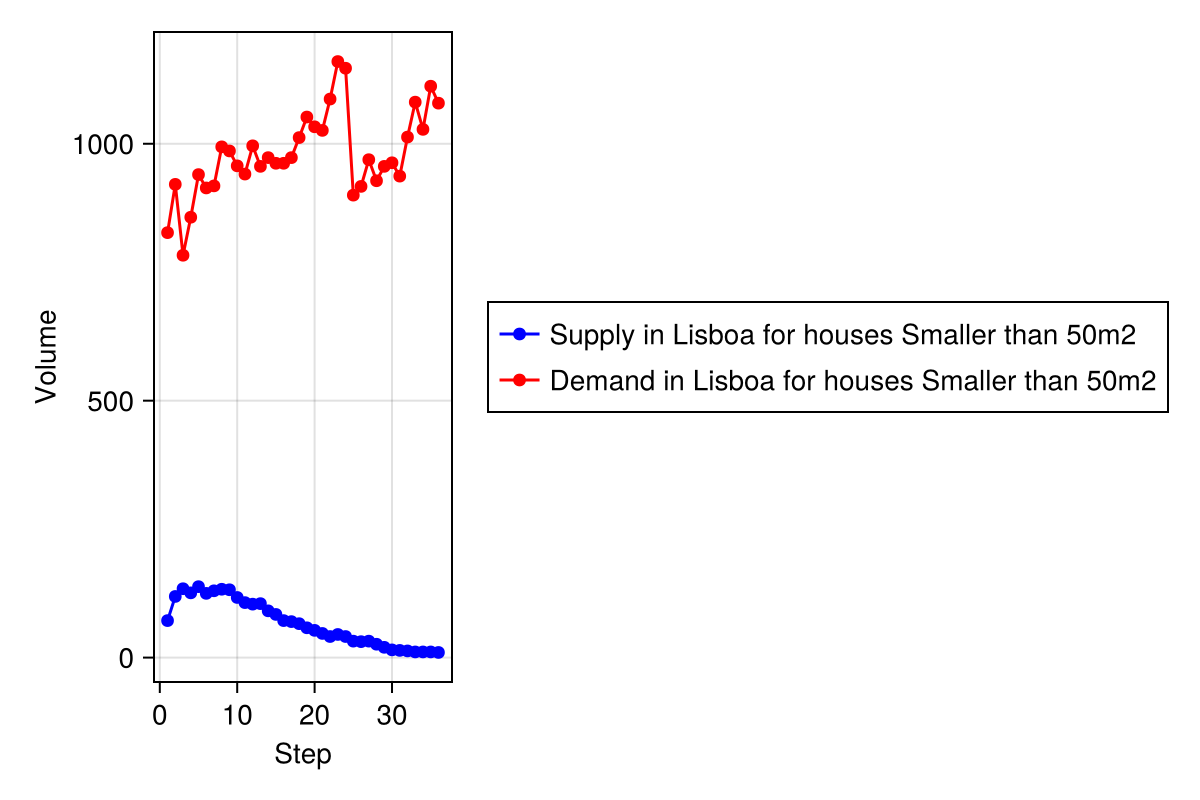 Volume
1000
500
0
0 10 20 30
Step
Supply in Lisboa for houses Smaller than 50m2
Demand in Lisboa for houses Smaller than 50m2